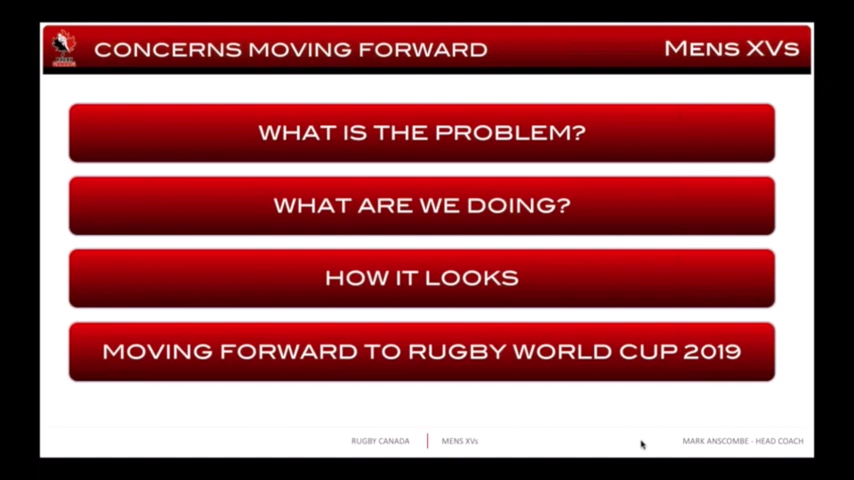 CONCERNS MOVING FORWARD
MENS XVs
WHAT IS THE PROBLEM?
WHAT ARE WE DOING?
HOW IT LOOKS
MOVING FORWARD TO RUGBY WORLD CUP 2019
RUGBY CANADA
MENS XVs
MARK ANSCOMBE - HEAD COACH